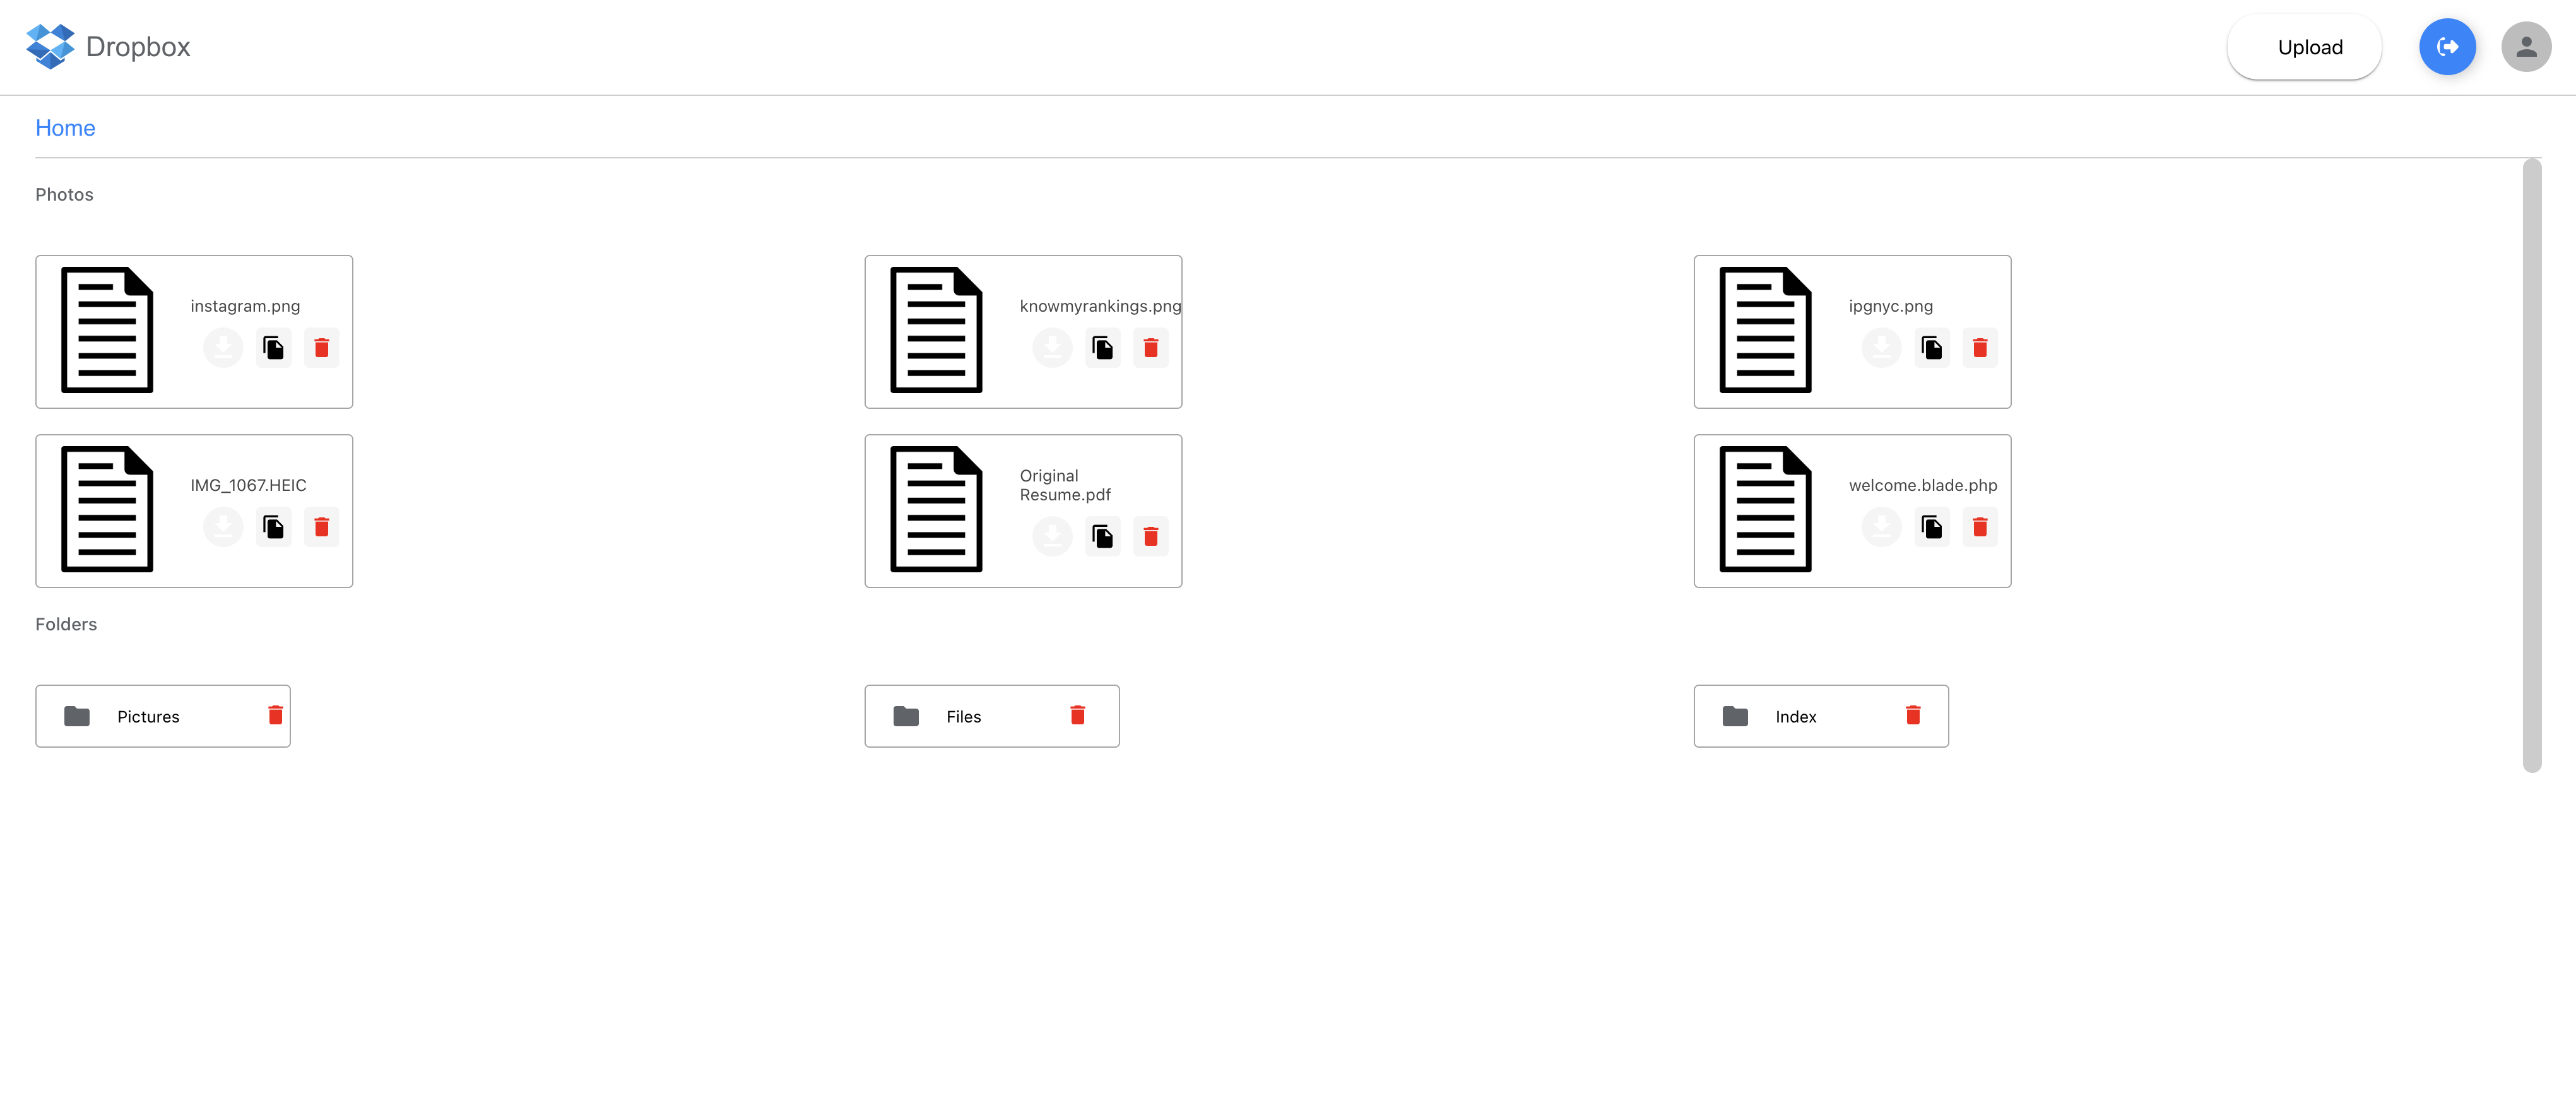 Dropbox
Upload
Home
Photos
instagram.png
knowmyrankings.png
ipgnyc.png
IMG_1067.HEIC
Original
Resume.pdf
welcome.blade.php
Folders
Pictures
Files
Index